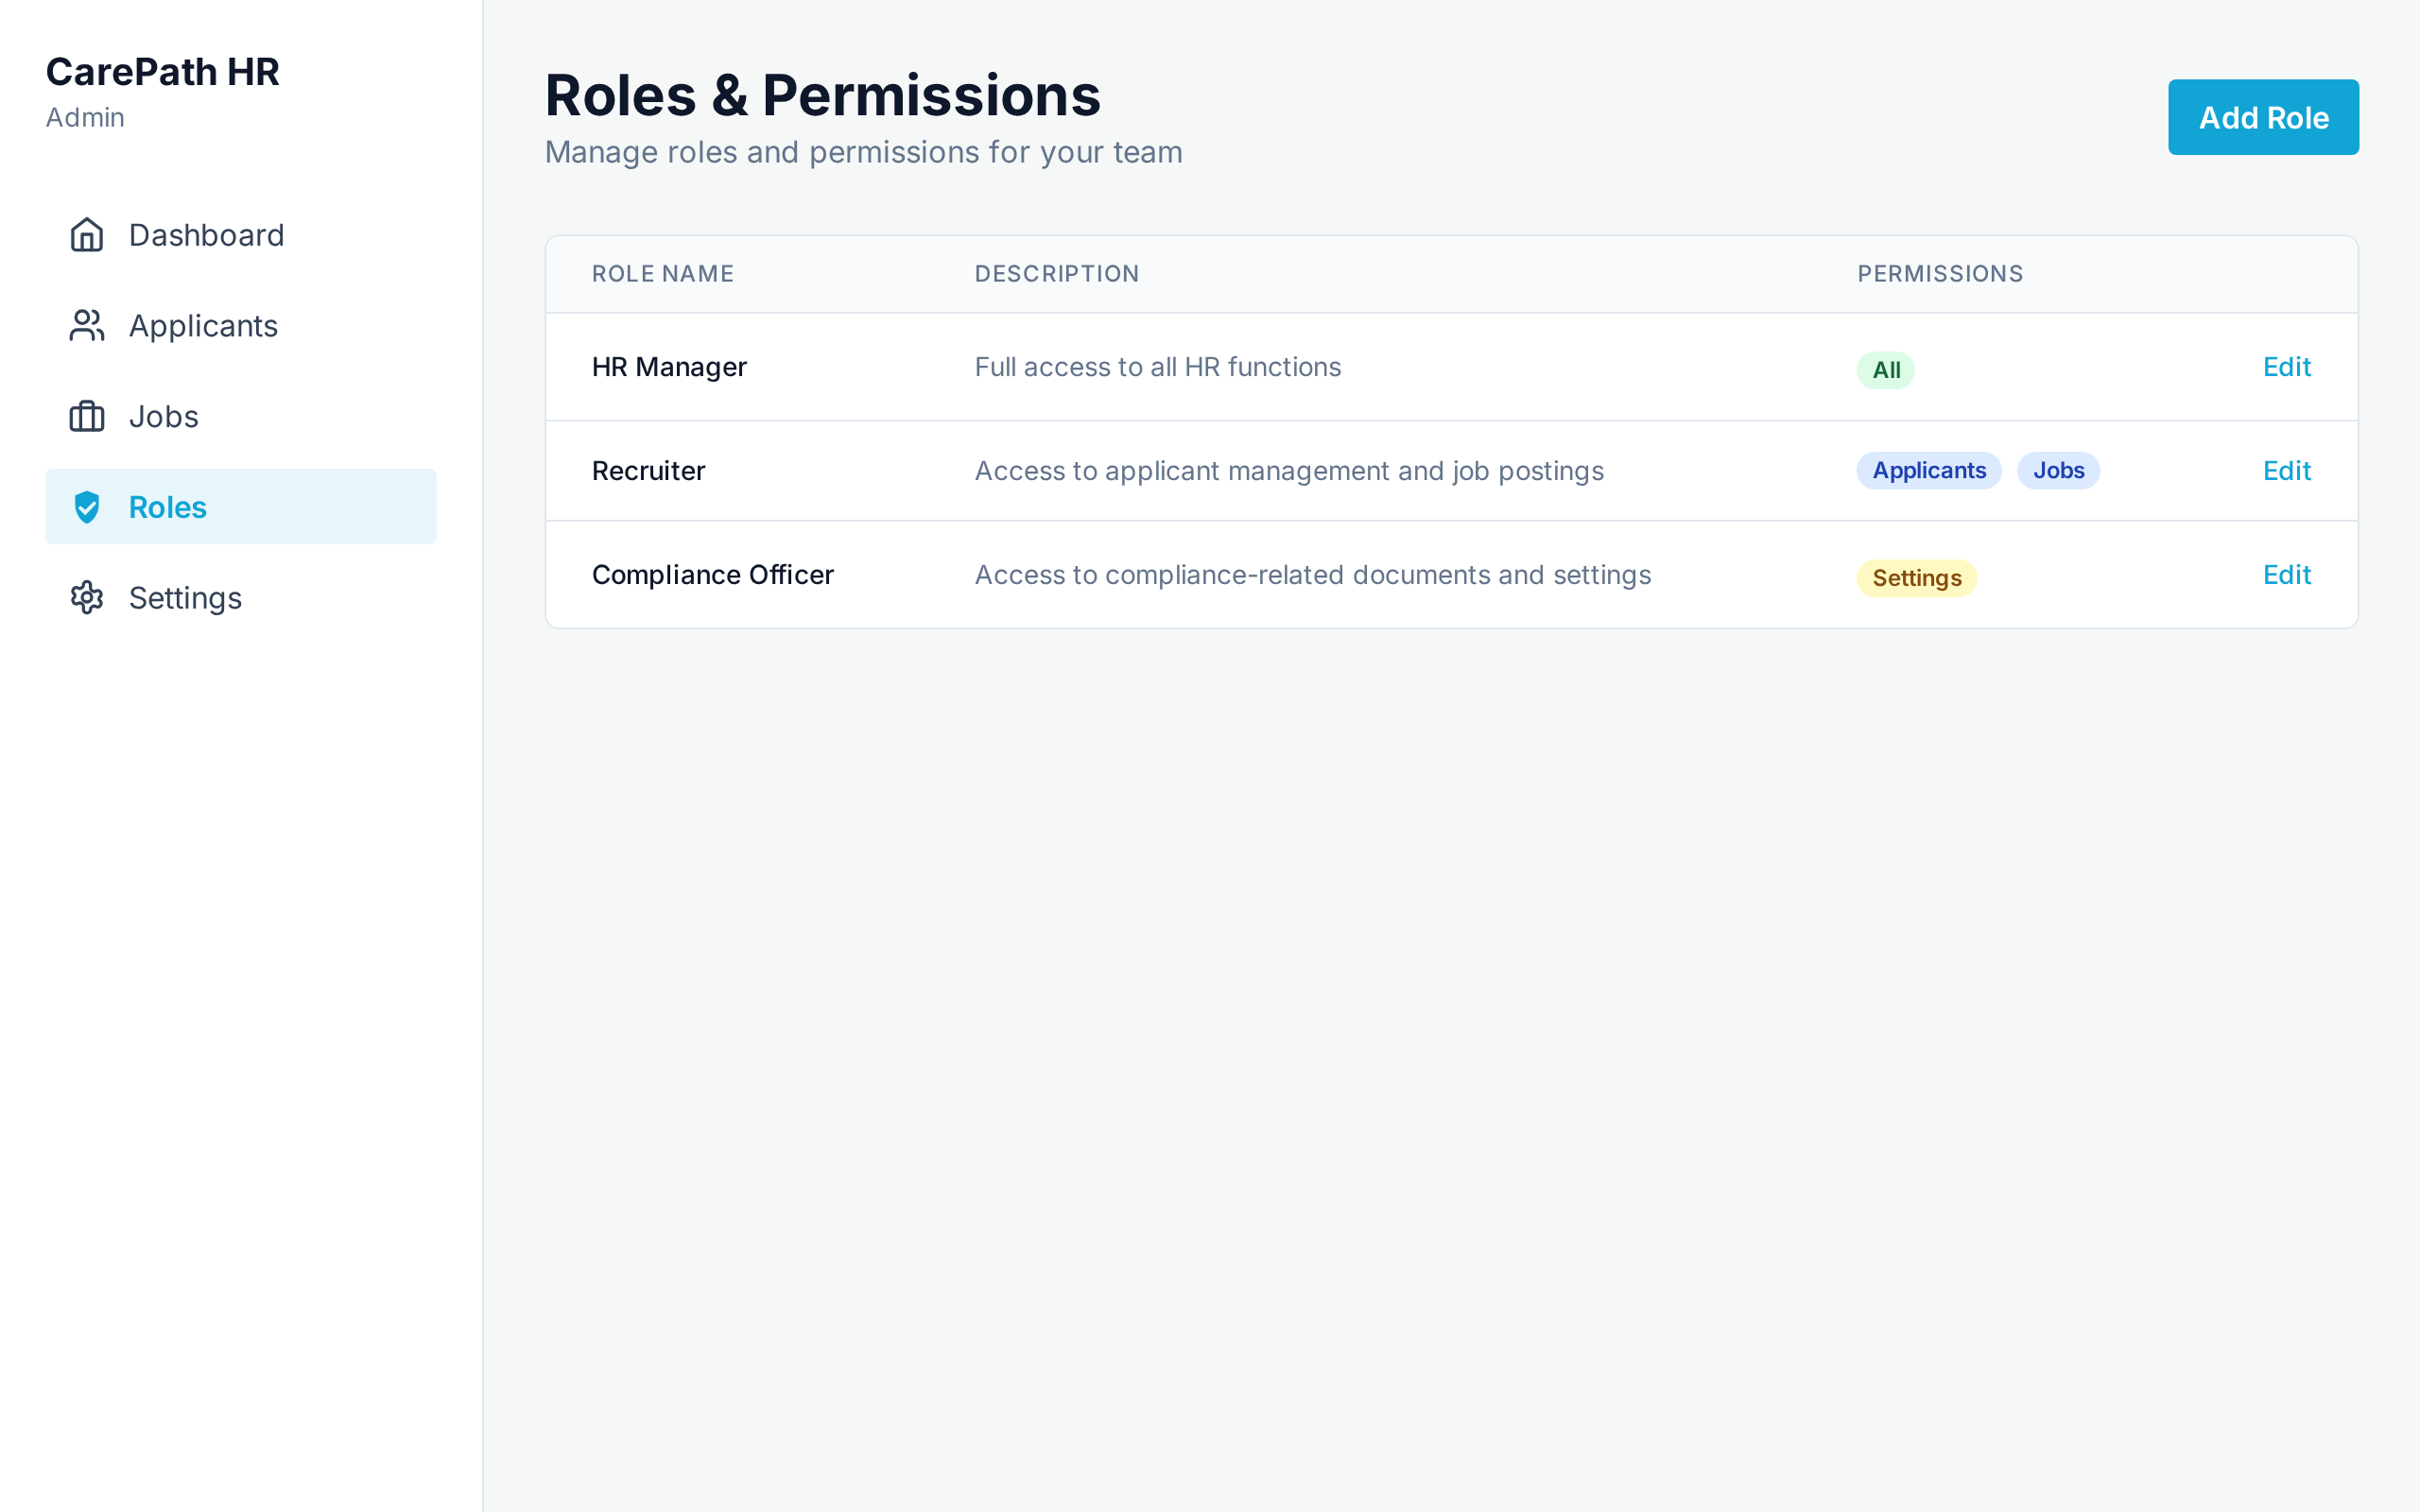 CarePath HR
Admin
Dashboard
Applicants
Jobs
Roles
Settings
Roles & Permissions
Manage roles and permissions for your team
Add Role
ROLE NAME DESCRIPTION PERMISSIONS
HR Manager Full access to all HR functions All Edit
Recruiter Access to applicant management and job postings Applicants Jobs Edit
Compliance Officer Access to compliance-related documents and settings Settings Edit